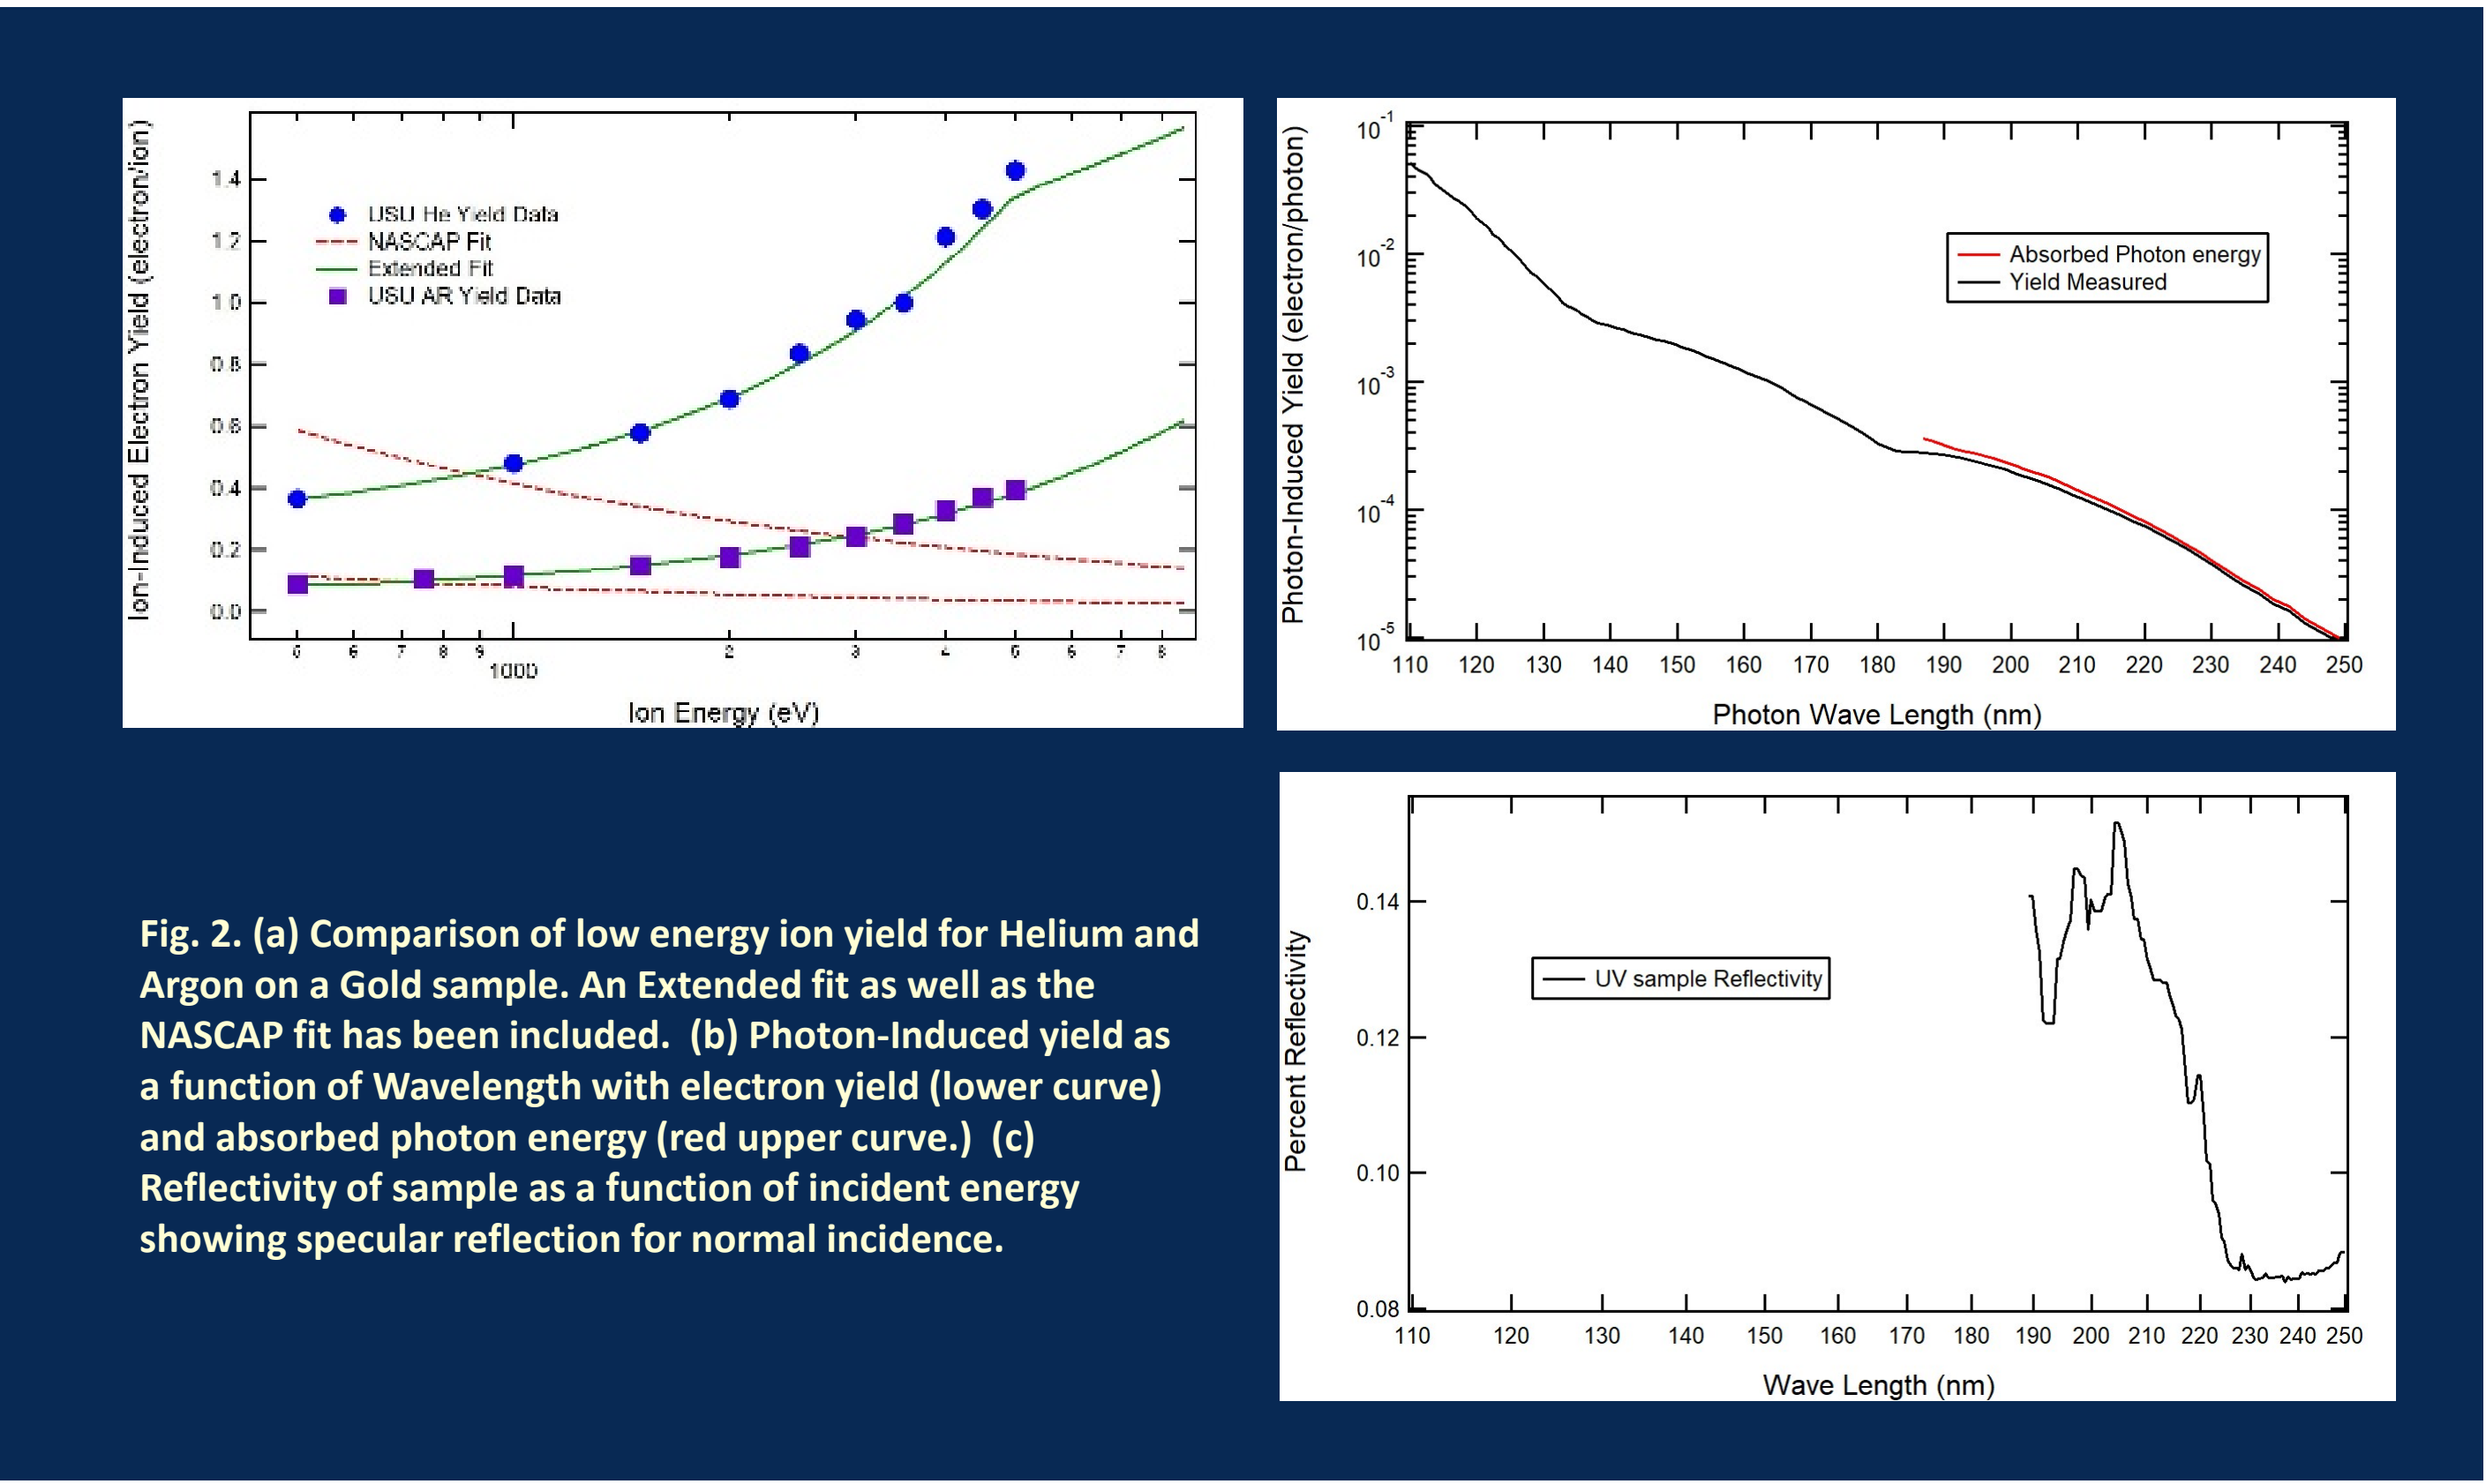 Ion-Induced Electron Yield (electron/ion)
1.4
1.2
1.0
0.8
0.6
0.4
0.2
0.0
USU He Yield Data
NASCAP Fit
Extended Fit
USU AR Yield Data
5 6 7 8 9 2 3 4 5 6 7 8
1000
Ion Energy (eV)
Photon-Induced Yield (electron/photon)
10-1
10-2
10-3
10-4
10-5
Absorbed Photon energy
Yield Measured
110 120 130 140 150 160 170 180 190 200 210 220 230 240 250
Photon Wave Length (nm)
Fig. 2. (a) Comparison of low energy ion yield for Helium and
Argon on a Gold sample. An Extended fit as well as the
NASCAP fit has been included. (b) Photon-Induced yield as
a function of Wavelength with electron yield (lower curve)
and absorbed photon energy (red upper curve.) (c)
Reflectivity of sample as a function of incident energy
showing specular reflection for normal incidence.
Percent Reflectivity
0.14
0.12
0.10
0.08
UV sample Reflectivity
110 120 130 140 150 160 170 180 190 200 210 220 230 240 250
Wave Length (nm)